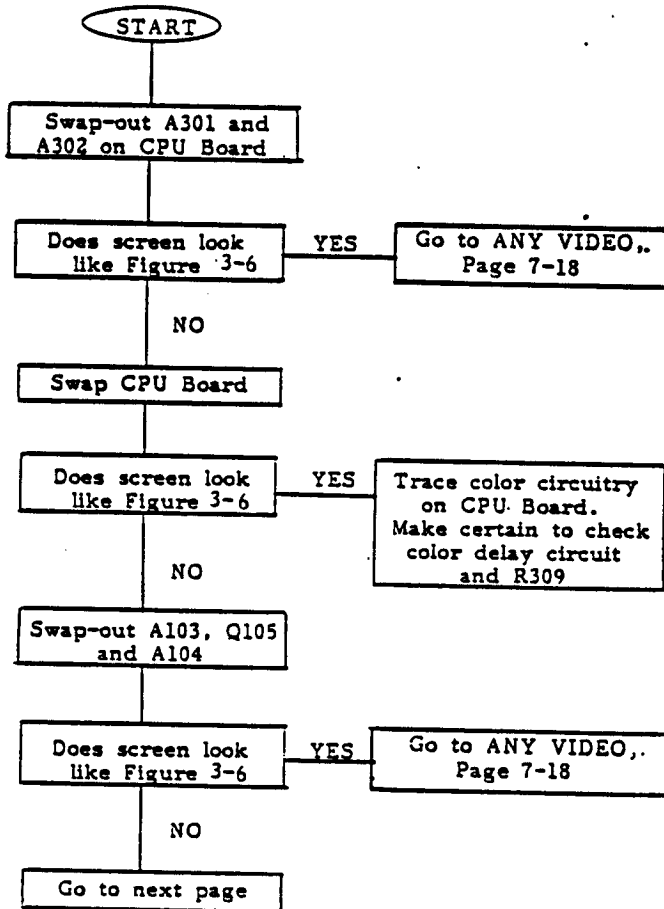 START
Swap-out A301 and
A302 on CPU Board
Does screen look
like Figure 3-6
YES
Go to ANY VIDEO,.
Page 7-18
NO
Swap CPU Board
Does screen look
like Figure 3-6
YES
Trace color circuitry
on CPU Board.
Make certain to check
color delay circuit
and R309
NO
Swap-out A103, Q105
and A104
Does screen look
like Figure 3-6
YES
Go to ANY VIDEO,.
Page 7-18
NO
Go to next page